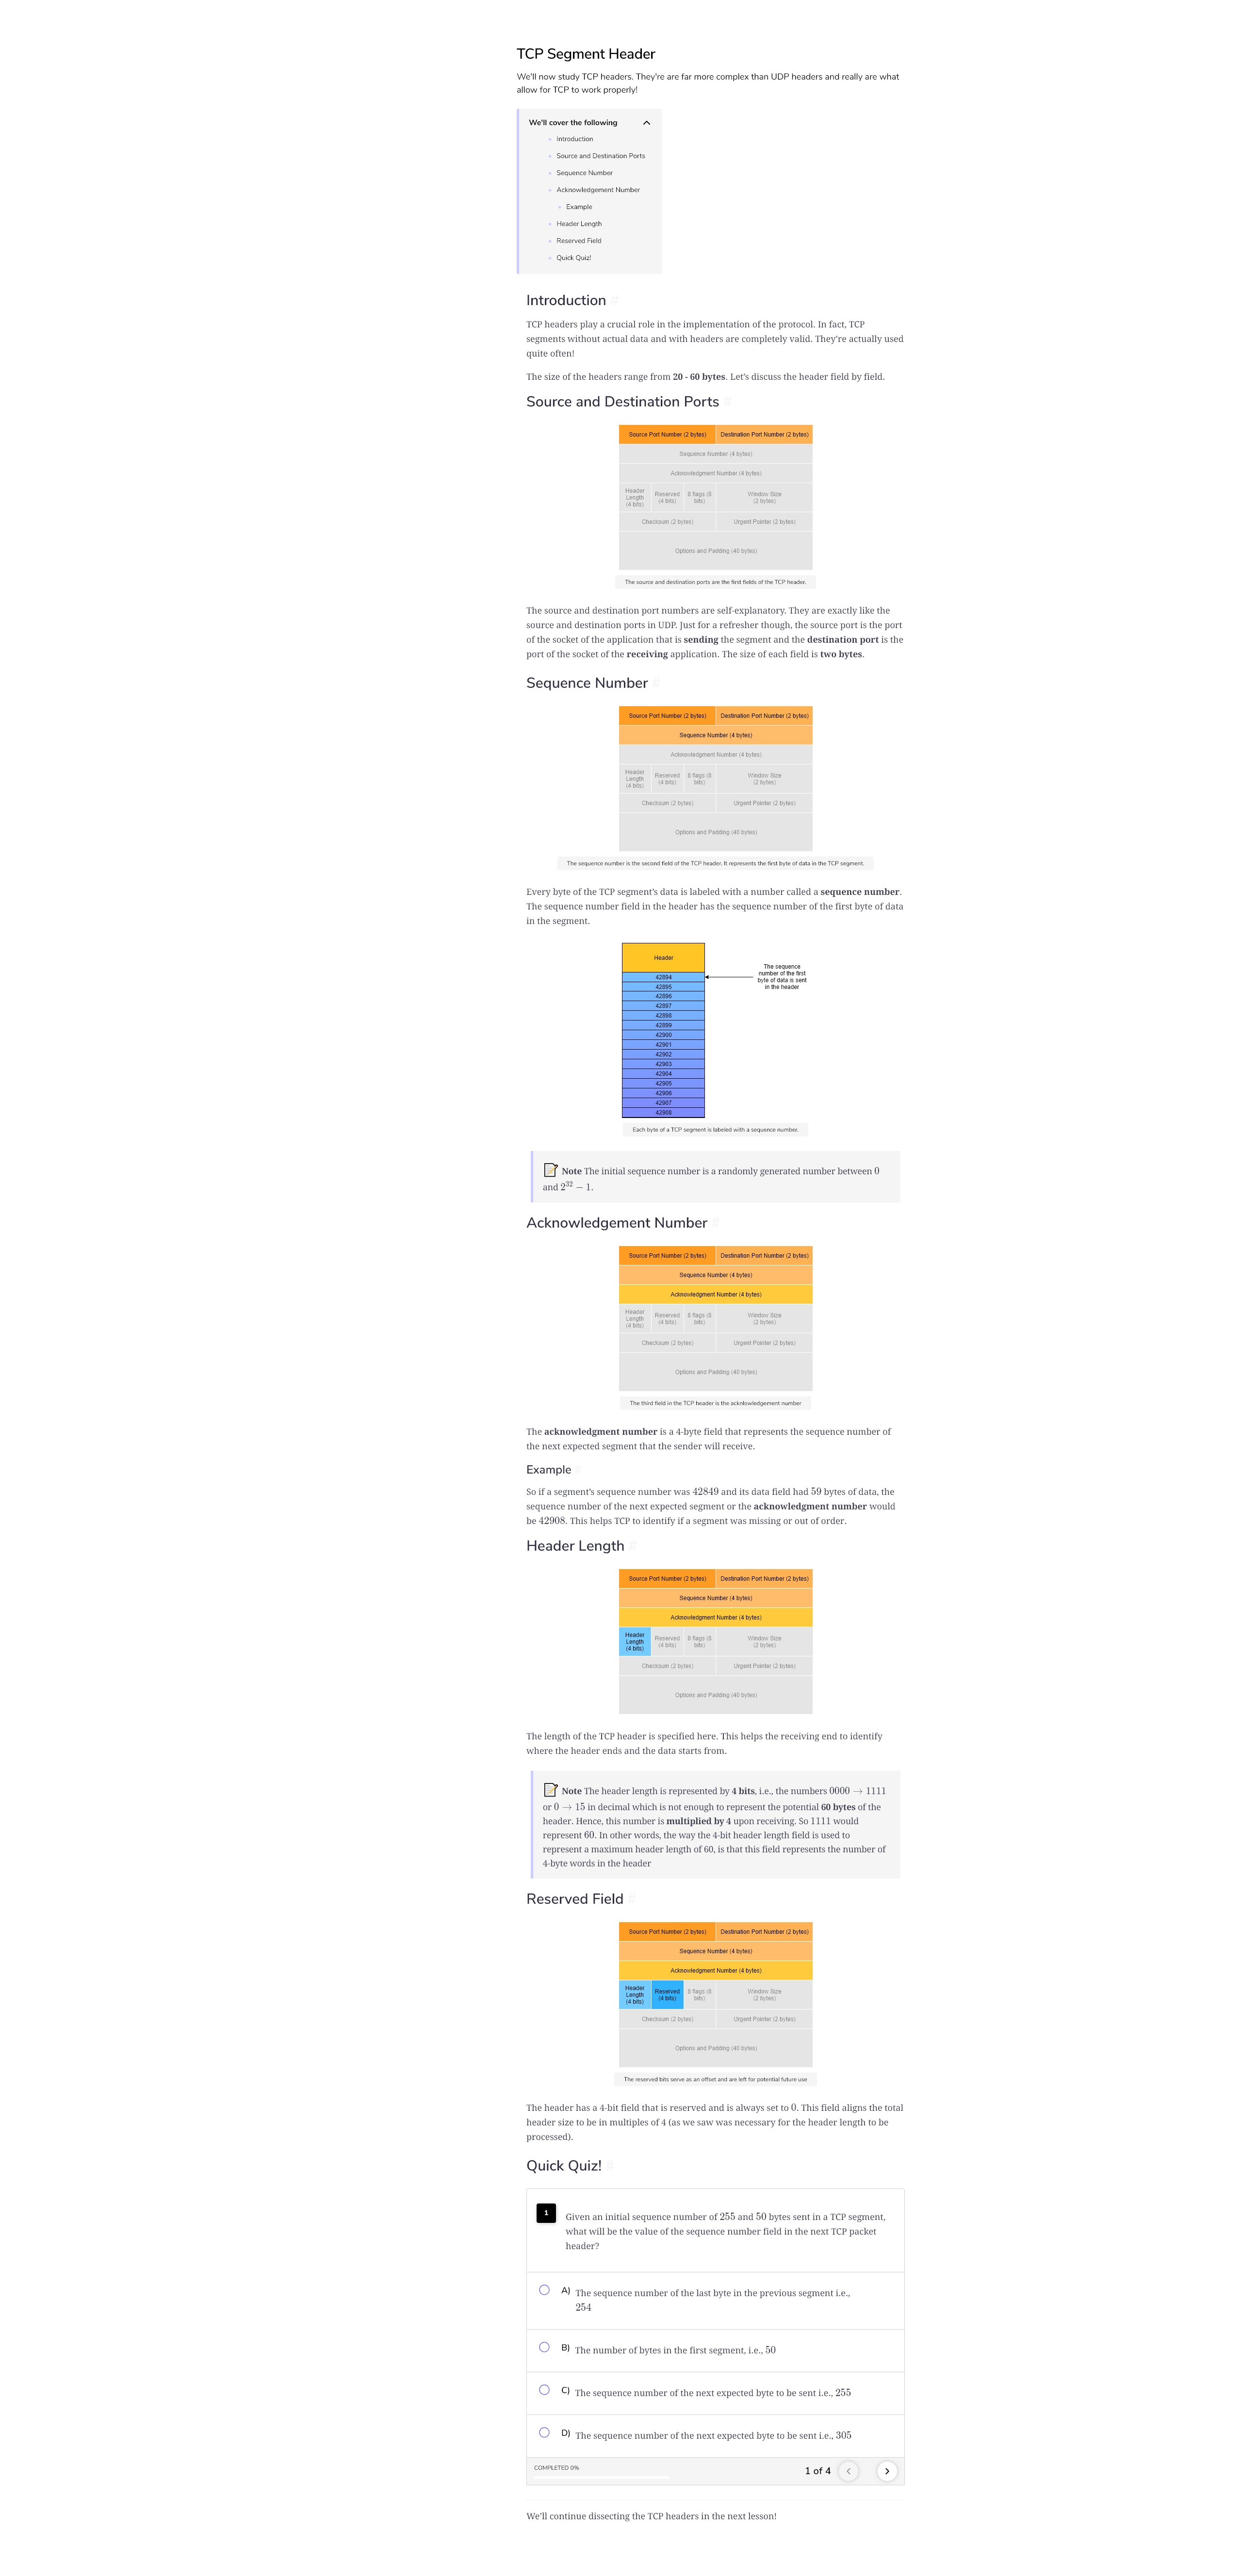 TCP Segment Header
We'll now study TCP headers. They're are far more complex than UDP headers and really are what
allow for TCP to work properly!
We'll cover the following
Introduction
Source and Destination Ports
Sequence Number
Acknowledgement Number
Example
Header Length
Reserved Field
Quick Quiz!
Introduction #
TCP headers play a crucial role in the implementation of the protocol. In fact, TCP
segments without actual data and with headers are completely valid. They're actually used
quite often!
The size of the headers range from 20 - 60 bytes. Let's discuss the header field by field.
Source and Destination Ports #
Source Port Number (2 bytes) Destination Port Number (2 bytes)
Sequence Number (4 bytes)
Acknowledgment Number (4 bytes)
Header
Length
(4 bits)
Reserved
(4 bits)
8 flags (8
bits)
Window Size
(2 bytes)
Checksum (2 bytes) Urgent Pointer (2 bytes)
Options and Padding (40 bytes)
The source and destination ports are the first fields of the TCP header.
The source and destination port numbers are self-explanatory. They are exactly like the
source and destination ports in UDP. Just for a refresher though, the source port is the port
of the socket of the application that is sending the segment and the destination port is the
port of the socket of the receiving application. The size of each field is two bytes.
Sequence Number #
Source Port Number (2 bytes) Destination Port Number (2 bytes)
Sequence Number (4 bytes)
Acknowledgment Number (4 bytes)
Header
Length
(4 bits)
Reserved
(4 bits)
8 flags (8
bits)
Window Size
(2 bytes)
Checksum (2 bytes) Urgent Pointer (2 bytes)
Options and Padding (40 bytes)
The sequence number is the second field of the TCP header. It represents the first byte of data in the TCP segment.
Every byte of the TCP segment's data is labeled with a number called a sequence number.
The sequence number field in the header has the sequence number of the first byte of data
in the segment.
Header
42894
42895
42896
42897
42898
42899
42900
42901
42902
42903
42904
42905
42906
42907
42908
The sequence
number of the first
byte of data is sent
in the header
Each byte of a TCP segment is labeled with a sequence number.
Note The initial sequence number is a randomly generated number between 0
and 2³² − 1.
Acknowledgement Number #
Source Port Number (2 bytes) Destination Port Number (2 bytes)
Sequence Number (4 bytes)
Acknowledgment Number (4 bytes)
Header
Length
(4 bits)
Reserved
(4 bits)
8 flags (8
bits)
Window Size
(2 bytes)
Checksum (2 bytes) Urgent Pointer (2 bytes)
Options and Padding (40 bytes)
The third field in the TCP header is the acknlowledgement number
The acknowledgment number is a 4-byte field that represents the sequence number of
the next expected segment that the sender will receive.
Example #
So if a segment's sequence number was 42849 and its data field had 59 bytes of data, the
sequence number of the next expected segment or the acknowledgment number would
be 42908. This helps TCP to identify if a segment was missing or out of order.
Header Length #
Source Port Number (2 bytes) Destination Port Number (2 bytes)
Sequence Number (4 bytes)
Acknowledgment Number (4 bytes)
Header
Length
(4 bits)
Reserved
(4 bits)
8 flags (8
bits)
Window Size
(2 bytes)
Checksum (2 bytes) Urgent Pointer (2 bytes)
Options and Padding (40 bytes)
The length of the TCP header is specified here. This helps the receiving end to identify
where the header ends and the data starts from.
Note The header length is represented by 4 bits, i.e., the numbers 0000 → 1111
or 0 → 15 in decimal which is not enough to represent the potential 60 bytes of the
header. Hence, this number is multiplied by 4 upon receiving. So 1111 would
represent 60. In other words, the way the 4-bit header length field is used to
represent a maximum header length of 60, is that this field represents the number of
4-byte words in the header
Reserved Field #
Source Port Number (2 bytes) Destination Port Number (2 bytes)
Sequence Number (4 bytes)
Acknowledgment Number (4 bytes)
Header
Length
(4 bits)
Reserved
(4 bits)
8 flags (8
bits)
Window Size
(2 bytes)
Checksum (2 bytes) Urgent Pointer (2 bytes)
Options and Padding (40 bytes)
The reserved bits serve as an offset and are left for potential future use
The header has a 4-bit field that is reserved and is always set to 0. This field aligns the total
header size to be in multiples of 4 (as we saw was necessary for the header length to be
processed).
Quick Quiz! #
1
Given an initial sequence number of 255 and 50 bytes sent in a TCP segment,
what will be the value of the sequence number field in the next TCP packet
header?
A) The sequence number of the last byte in the previous segment i.e.,
254
B) The number of bytes in the first segment, i.e., 50
C) The sequence number of the next expected byte to be sent i.e., 255
D) The sequence number of the next expected byte to be sent i.e., 305
COMPLETED 0%
1 of 4
We'll continue dissecting the TCP headers in the next lesson!